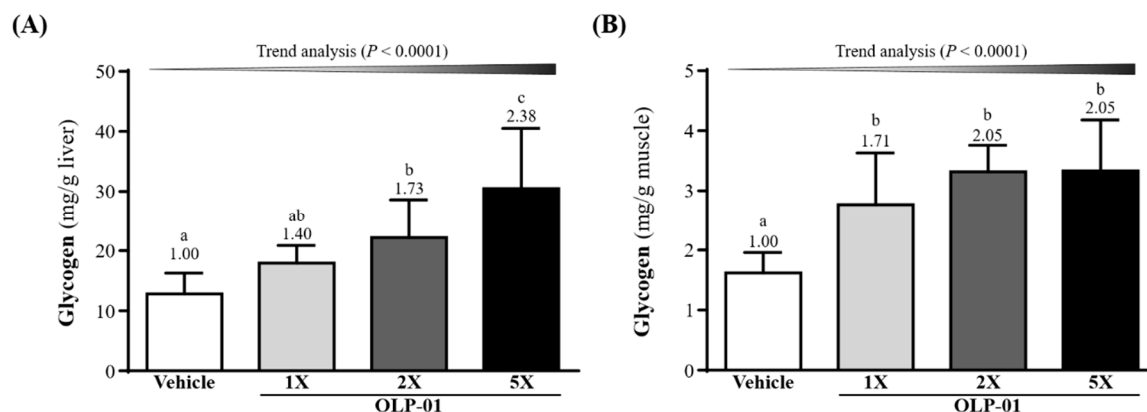 (A)
Trend analysis (P < 0.0001)
Glycogen (mg/g liver)
50
40
30
20
10
0
a
1.00
ab
1.40
b
1.73
c
2.38
Vehicle
1X
2X
5X
OLP-01
(B)
Trend analysis (P < 0.0001)
Glycogen (mg/g muscle)
5
4
3
2
1
0
a
1.00
b
1.71
b
2.05
b
2.05
Vehicle
1X
2X
5X
OLP-01